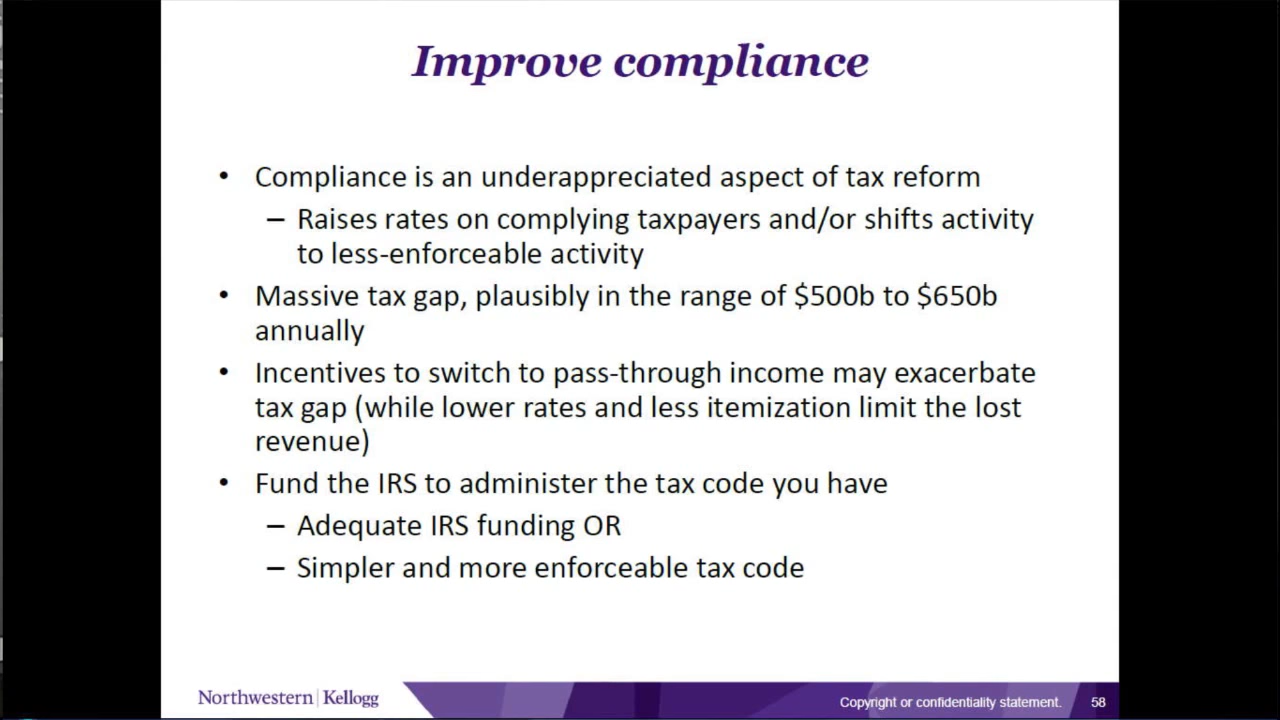 Improve compliance
• Compliance is an underappreciated aspect of tax reform
– Raises rates on complying taxpayers and/or shifts activity
to less-enforceable activity
• Massive tax gap, plausibly in the range of $500b to $650b
annually
• Incentives to switch to pass-through income may exacerbate
tax gap (while lower rates and less itemization limit the lost
revenue)
• Fund the IRS to administer the tax code you have
– Adequate IRS funding OR
– Simpler and more enforceable tax code
Northwestern | Kellogg
Copyright or confidentiality statement. 58